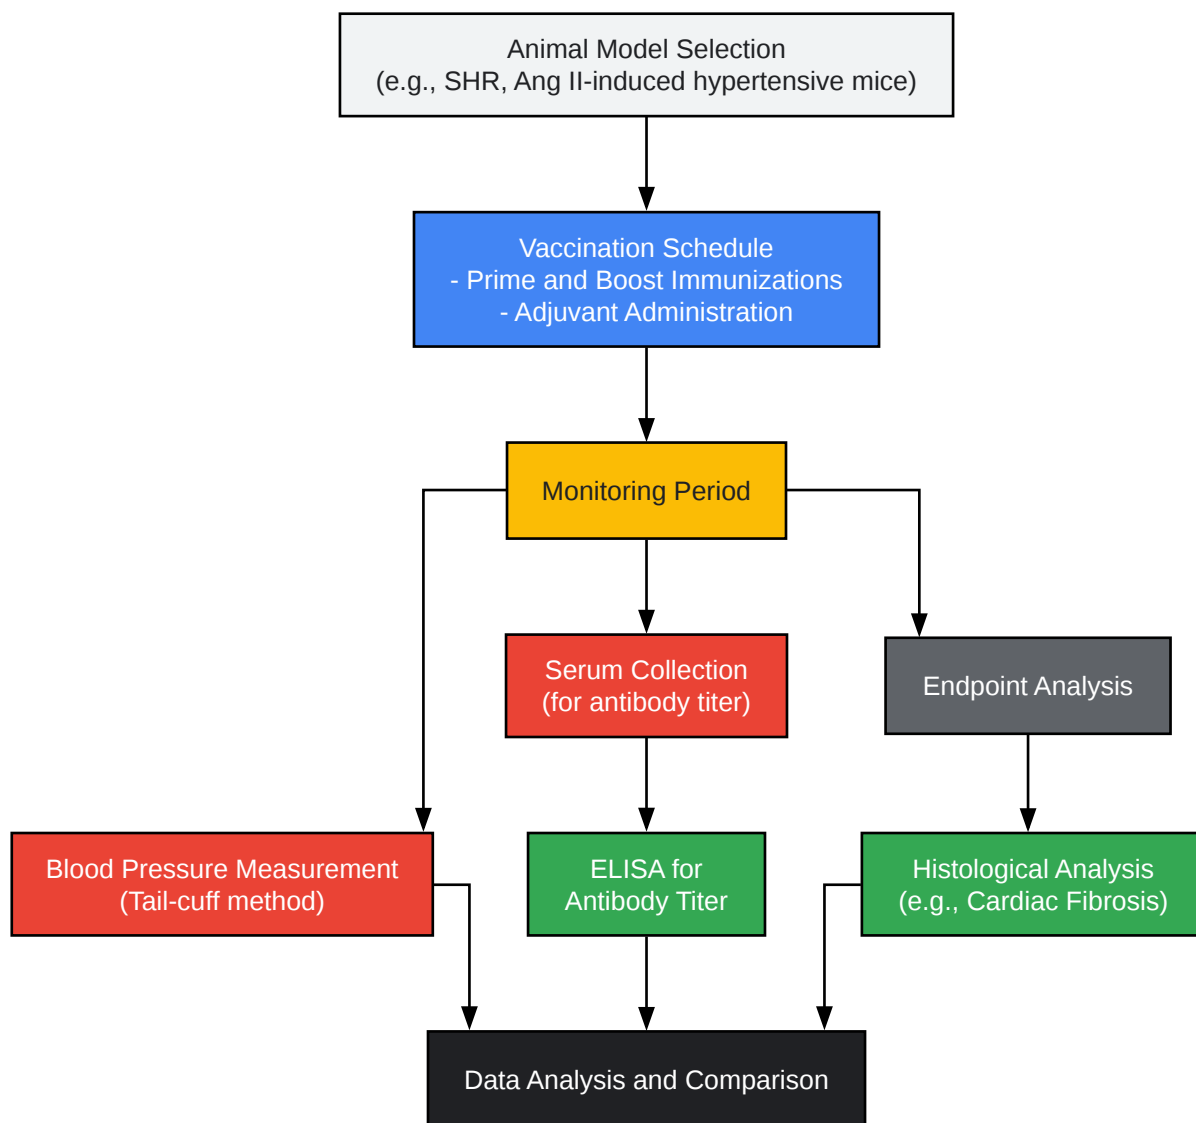 Animal Model Selection
(e.g., SHR, Ang II-induced hypertensive mice)
Vaccination Schedule
- Prime and Boost Immunizations
- Adjuvant Administration
Monitoring Period
Serum Collection
(for antibody titer)
Endpoint Analysis
Blood Pressure Measurement
(Tail-cuff method)
ELISA for
Antibody Titer
Histological Analysis
(e.g., Cardiac Fibrosis)
Data Analysis and Comparison